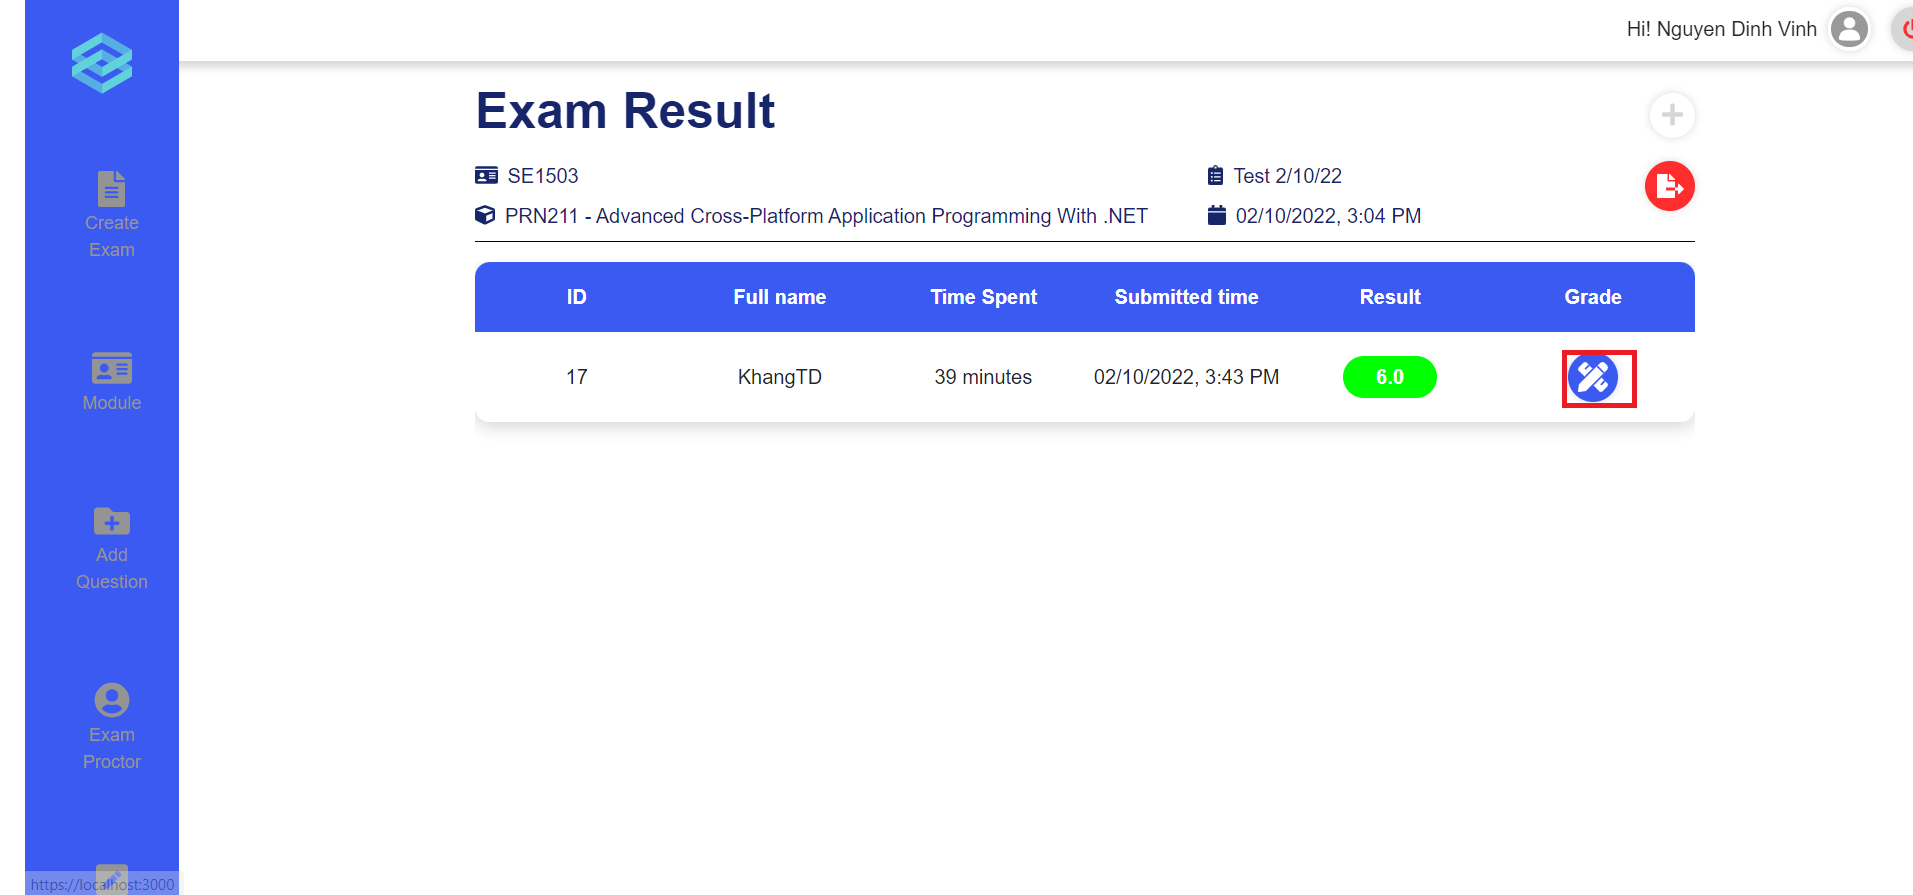 Hi! Nguyen Dinh Vinh
Exam Result
SE1503
Test 2/10/22
PRN211 - Advanced Cross-Platform Application Programming With .NET
02/10/2022, 3:04 PM
ID Full name Time Spent Submitted time Result Grade
17 KhangTD 39 minutes 02/10/2022, 3:43 PM 6.0
Create
Exam
Module
Add
Question
Exam
Proctor
https://localhost:3000